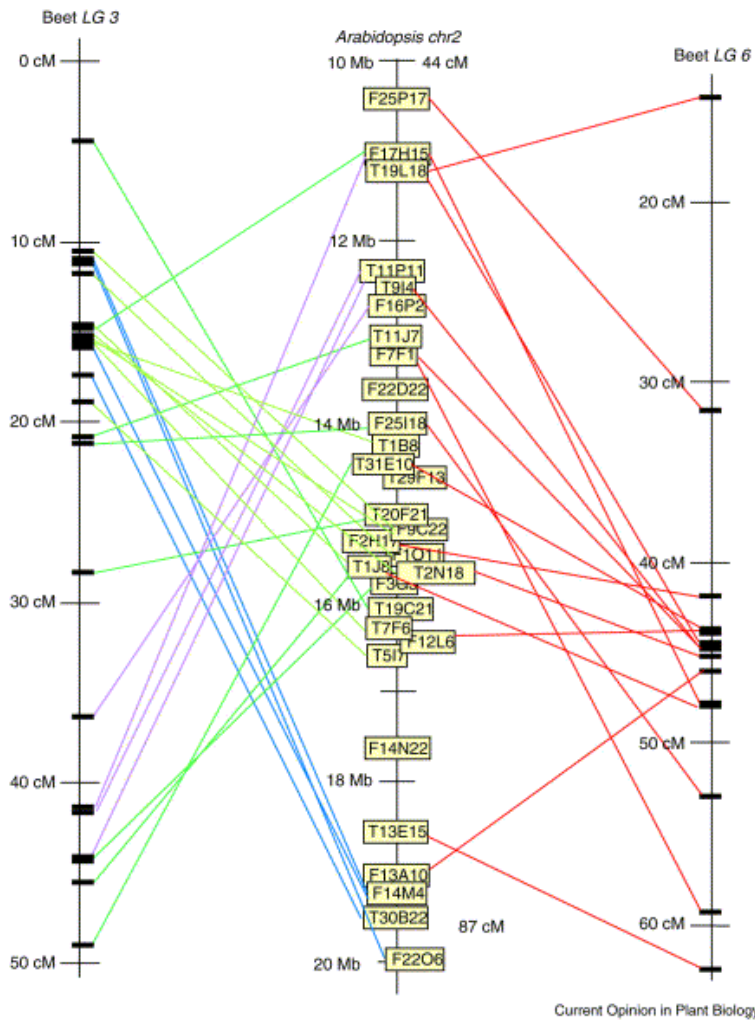 Beet LG 3
Arabidopsis chr2
Beet LG 6
0 cM
10 Mb
44 cM
F25P17
F17H15
T19L18
20 cM
10 cM
12 Mb
T11P11
T9I4
F16P2
T11J7
F7F1
30 cM
F22D22
20 cM
14 Mb
F25I18
T1B8
T31E10
T29F13
T20F21
F9C22
F2H17
1O11
40 cM
T1J8
T2N18
F3G5
30 cM
16 Mb
T19C21
T7F6
F12L6
T5I7
F14N22
50 cM
40 cM
18 Mb
T13E15
F13A10
F14M4
T30B22
87 cM
60 cM
50 cM
20 Mb
F22O6
Current Opinion in Plant Biology